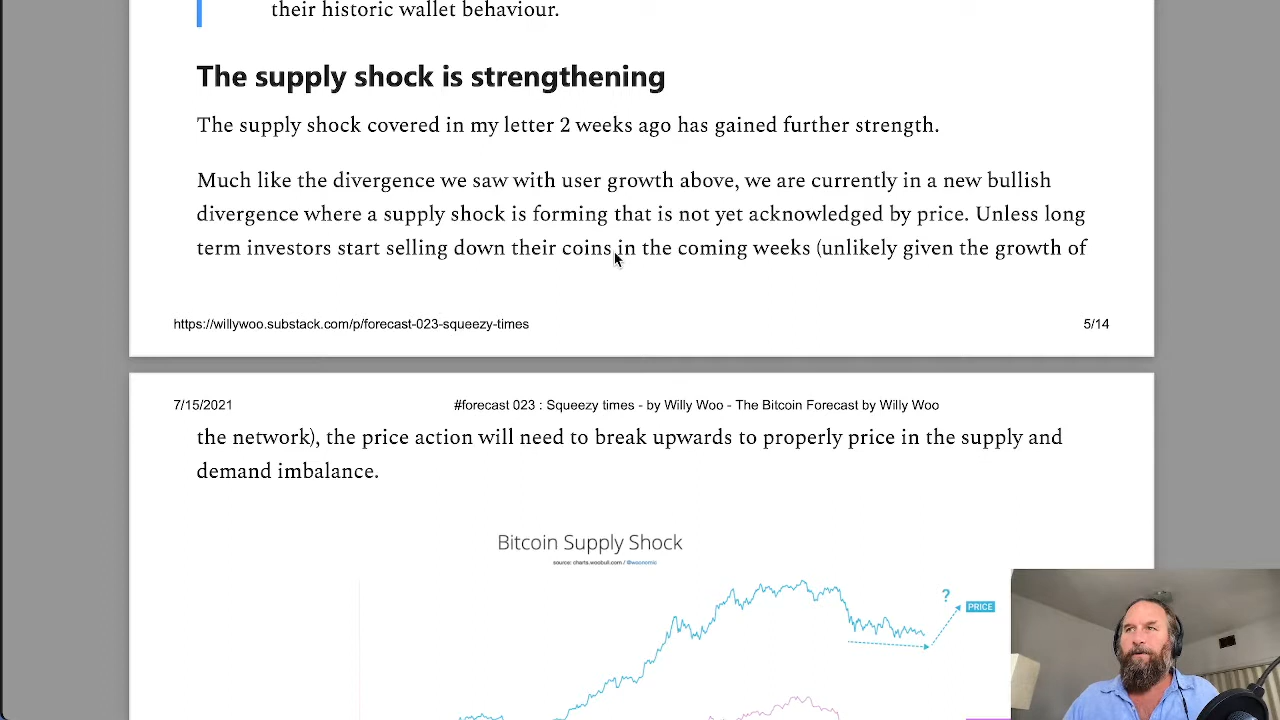 their historic wallet behaviour.
The supply shock is strengthening
The supply shock covered in my letter 2 weeks ago has gained further strength.
Much like the divergence we saw with user growth above, we are currently in a new bullish
divergence where a supply shock is forming that is not yet acknowledged by price. Unless long
term investors start selling down their coins in the coming weeks (unlikely given the growth of
https://willywoo.substack.com/p/forecast-023-squeezy-times 5/14
7/15/2021 #forecast 023 : Squeezy times - by Willy Woo - The Bitcoin Forecast by Willy Woo
the network), the price action will need to break upwards to properly price in the supply and
demand imbalance.
Bitcoin Supply Shock
source: charts.woobull.com / @woonomic
?
PRICE